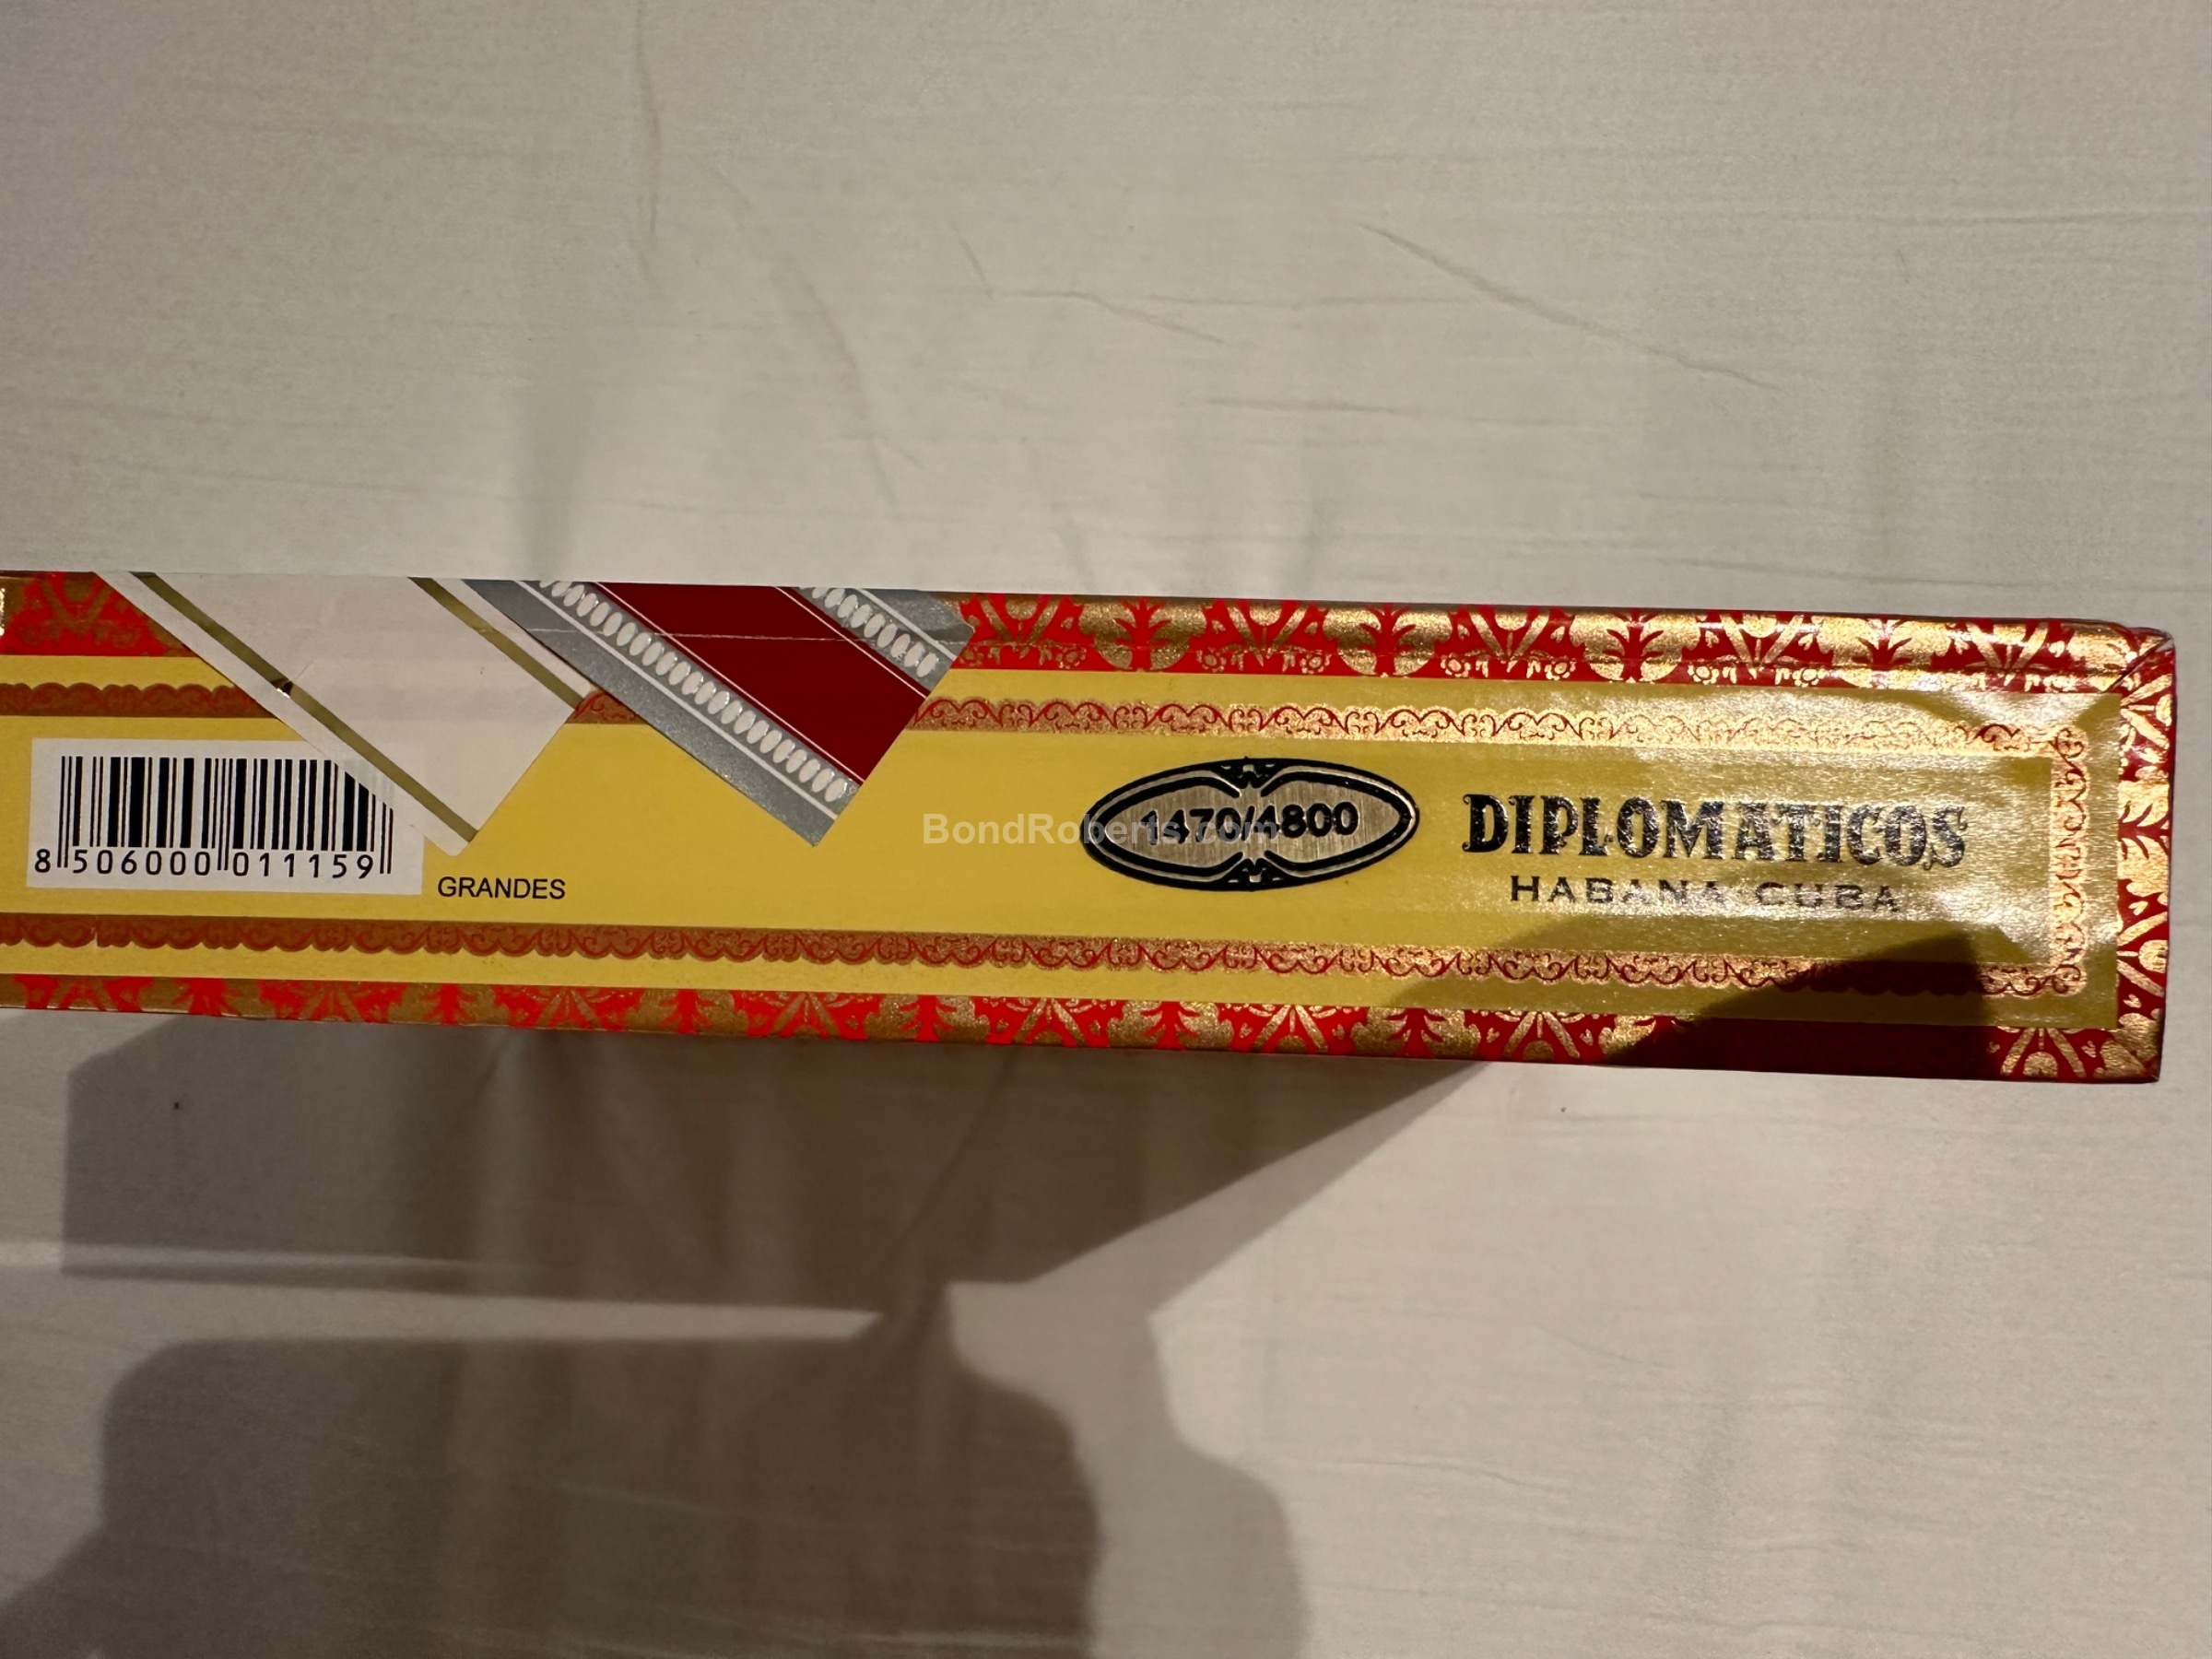 8 506000 011159
GRANDES
1470/4800
DIPLOMATICOS
HABANA CUBA
BondRoberts.com